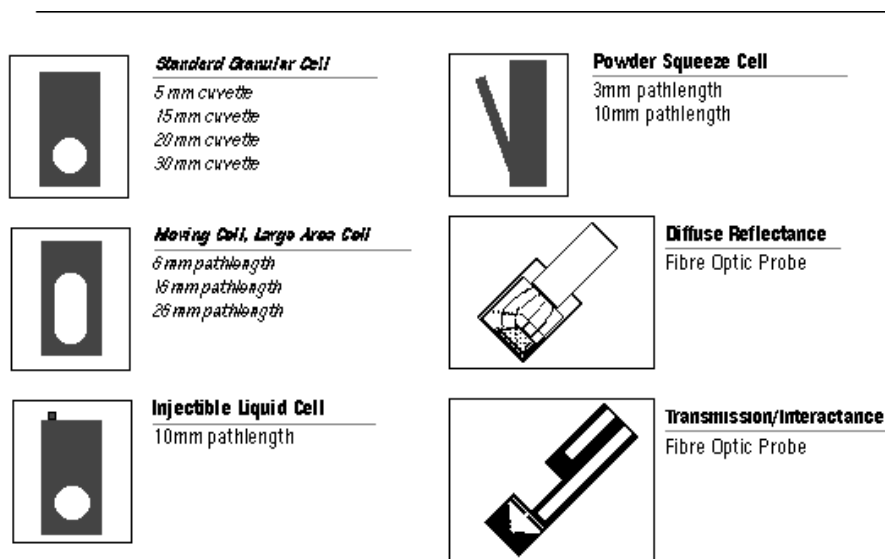 Standard Granular Cell
5 mm cuvette
15 mm cuvette
20 mm cuvette
30 mm cuvette
Moving Cell, Large Area Cell
6 mm pathlength
16 mm pathlength
26 mm pathlength
Injectible Liquid Cell
10mm pathlength
Powder Squeeze Cell
3mm pathlength
10mm pathlength
Diffuse Reflectance
Fibre Optic Probe
Transmission/Interactance
Fibre Optic Probe